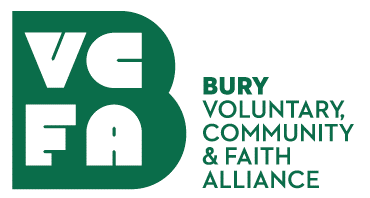 VC
FA
BURY
VOLUNTARY,
COMMUNITY
& FAITH
ALLIANCE